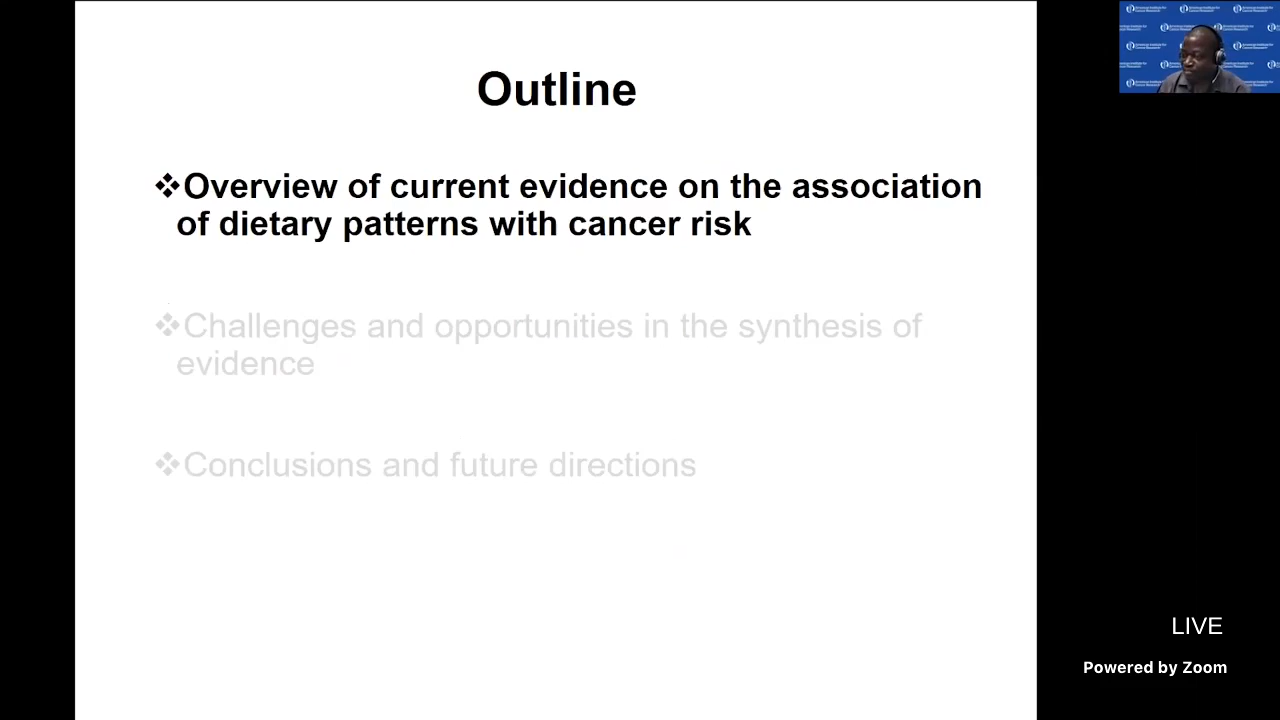 Outline
❖Overview of current evidence on the association
of dietary patterns with cancer risk
❖Challenges and opportunities in the synthesis of
evidence
❖Conclusions and future directions
LIVE
Powered by Zoom